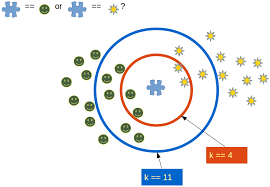 == or == ?
k == 4
k == 11